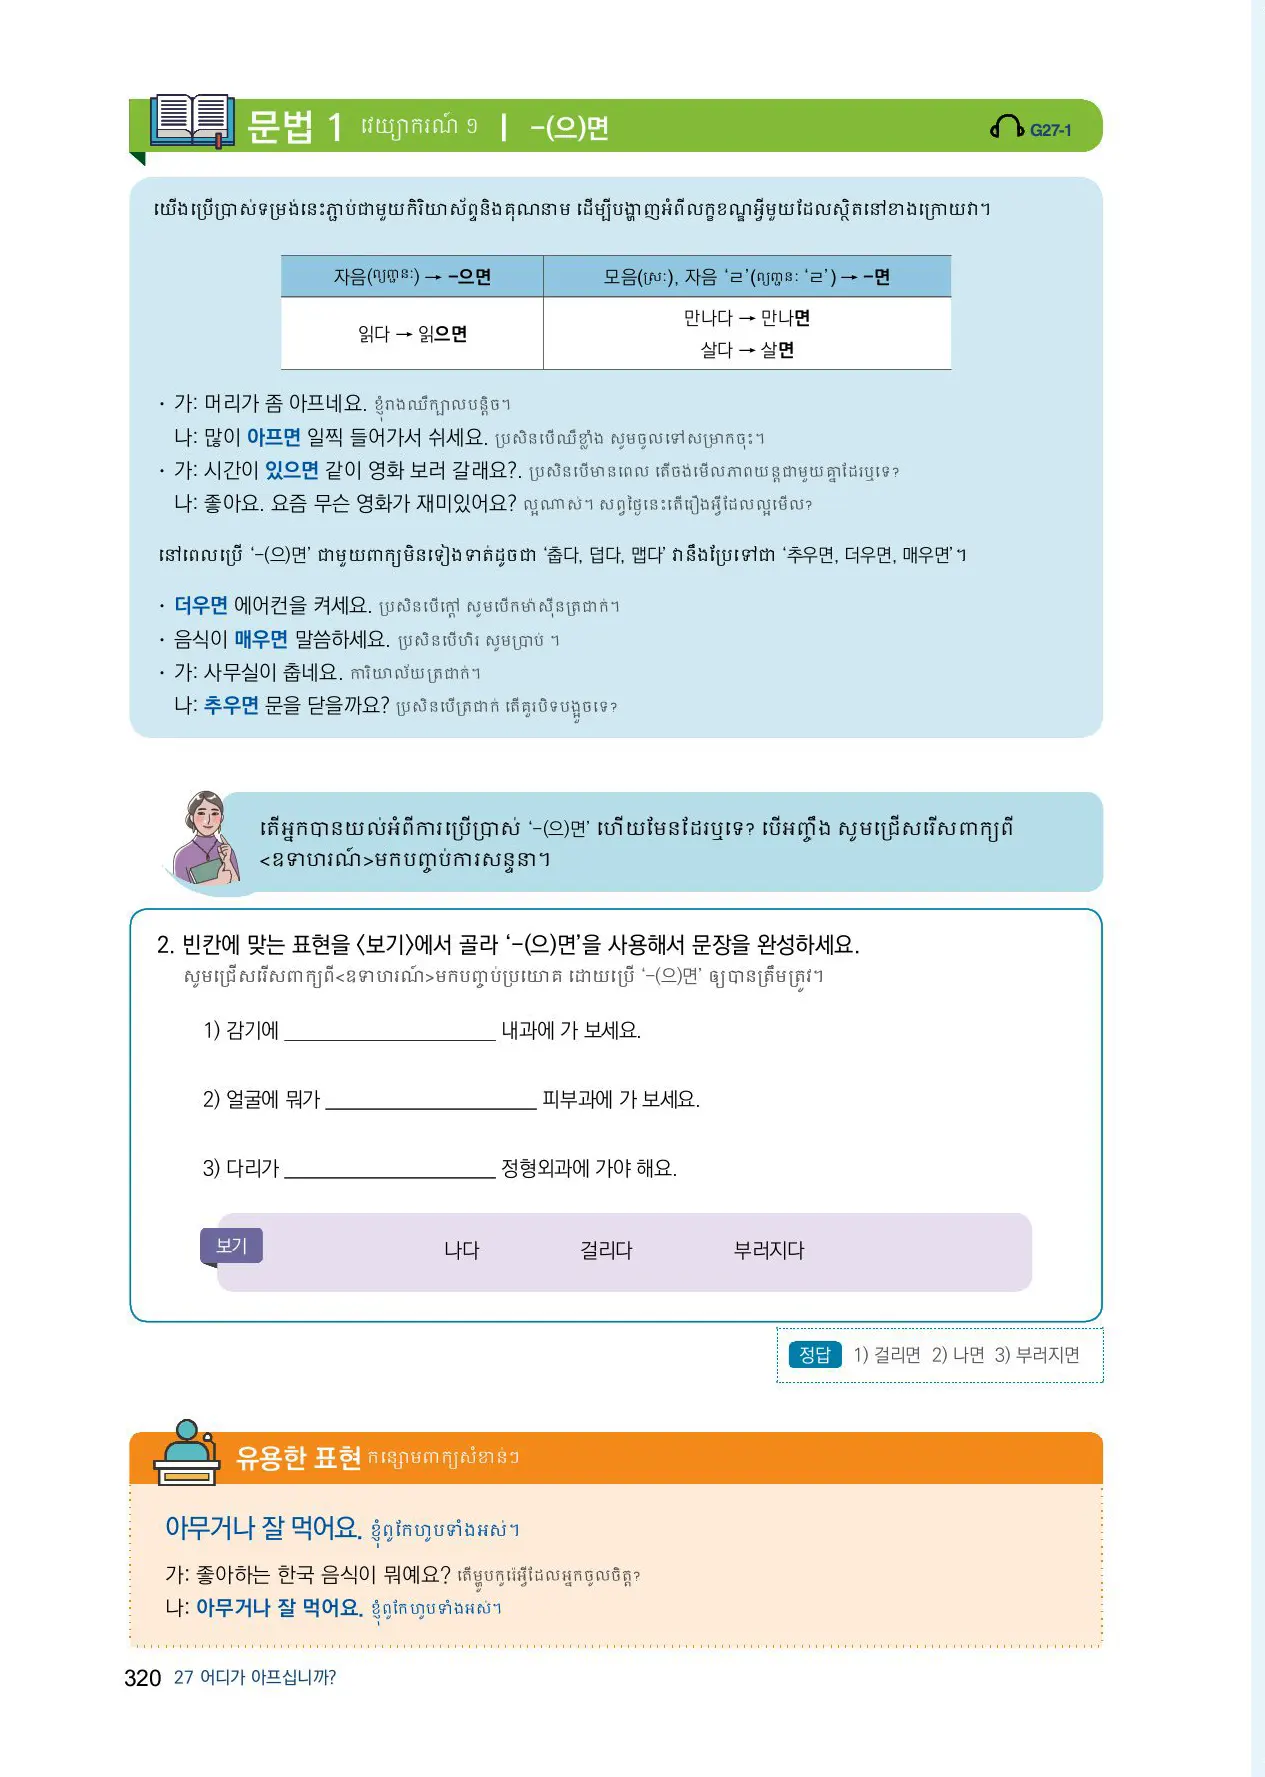 문법 1 វេយ្យាករណ៍ ១ | -(으)면
G27-1
យើងប្រើប្រាស់ទម្រង់នេះភ្ជាប់ជាមួយកិរិយាស័ព្ទនិងគុណនាម ដើម្បីបង្ហាញអំពីលក្ខខណ្ឌអ្វីមួយដែលស្ថិតនៅខាងក្រោយវា។
자음(ព្យញ្ជនៈ) → -으면
모음(ស្រៈ), 자음 ‘ㄹ’(ព្យញ្ជនៈ ‘ㄹ’) → -면
읽다 → 읽으면
만나다 → 만나면
살다 → 살면
• 가: 머리가 좀 아프네요. ខ្ញុំរាងឈឺក្បាលបន្តិច។
나: 많이 아프면 일찍 들어가서 쉬세요. ប្រសិនបើឈឺខ្លាំង សូមចូលទៅសម្រាកចុះ។
• 가: 시간이 있으면 같이 영화 보러 갈래요?. ប្រសិនបើមានពេល តើចង់មើលភាពយន្តជាមួយគ្នាដែរឬទេ?
나: 좋아요. 요즘 무슨 영화가 재미있어요? ល្អណាស់។ សព្វថ្ងៃនេះតើរឿងអ្វីដែលល្អមើល?
នៅពេលប្រើ ‘-(으)면’ ជាមួយពាក្យមិនទៀងទាត់ដូចជា ‘춥다, 덥다, 맵다’ វានឹងប្រែទៅជា ‘추우면, 더우면, 매우면’។
• 더우면 에어컨을 켜세요. ប្រសិនបើក្តៅ សូមបើកម៉ាស៊ីនត្រជាក់។
• 음식이 매우면 말씀하세요. ប្រសិនបើហិរ សូមប្រាប់ ។
• 가: 사무실이 춥네요. ការិយាល័យត្រជាក់។
나: 추우면 문을 닫을까요? ប្រសិនបើត្រជាក់ តើគួរបិទបង្អួចទេ?
តើអ្នកបានយល់អំពីការប្រើប្រាស់ ‘-(으)면’ ហើយមែនដែរឬទេ? បើអញ្ចឹង សូមជ្រើសរើសពាក្យពី
<ឧទាហរណ៍>មកបញ្ចប់ការសន្ទនា។
2. 빈칸에 맞는 표현을 〈보기〉에서 골라 ‘-(으)면’을 사용해서 문장을 완성하세요.
សូមជ្រើសរើសពាក្យពី<ឧទាហរណ៍>មកបញ្ចប់ប្រយោគ ដោយប្រើ ‘-(으)면’ ឲ្យបានត្រឹមត្រូវ។
1) 감기에 ____________________ 내과에 가 보세요.
2) 얼굴에 뭐가 ____________________ 피부과에 가 보세요.
3) 다리가 ____________________ 정형외과에 가야 해요.
보기 나다 걸리다 부러지다
정답 1) 걸리면 2) 나면 3) 부러지면
유용한 표현 កន្សោមពាក្យសំខាន់ៗ
아무거나 잘 먹어요. ខ្ញុំពូកែហូបទាំងអស់។
가: 좋아하는 한국 음식이 뭐예요? តើម្ហូបកូរ៉េអ្វីដែលអ្នកចូលចិត្ត?
나: 아무거나 잘 먹어요. ខ្ញុំពូកែហូបទាំងអស់។
320 27 어디가 아프십니까?